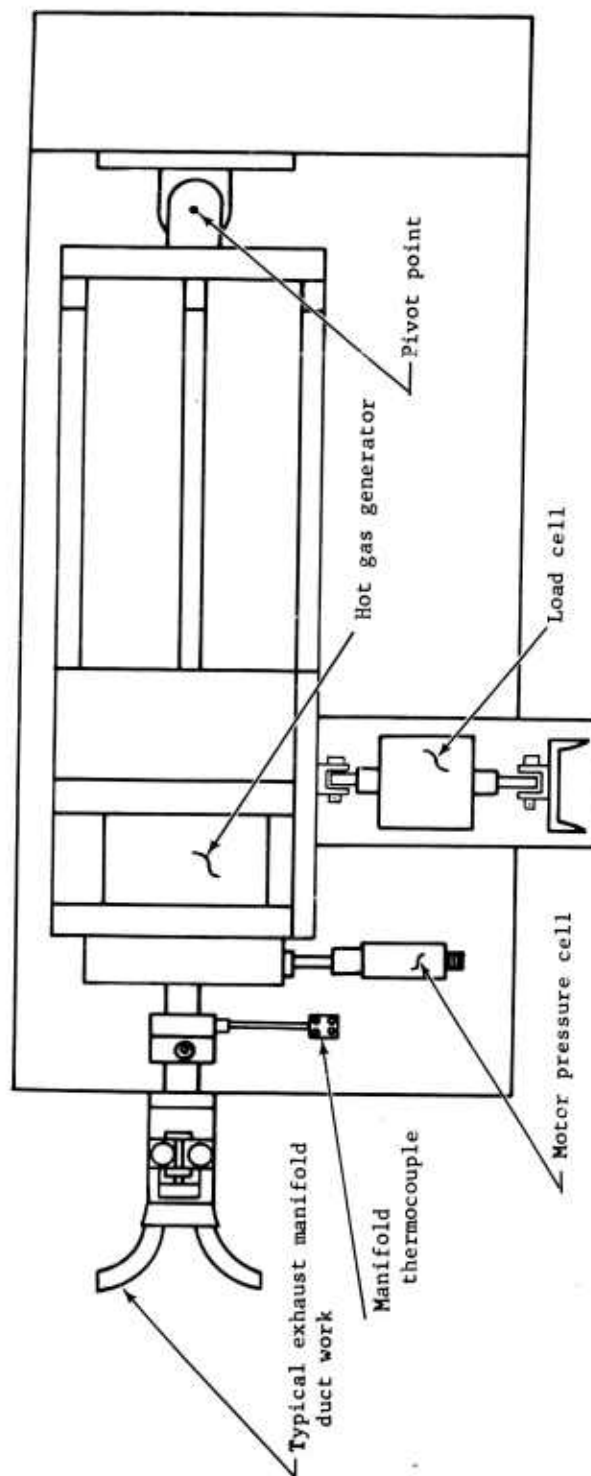 Typical exhaust manifold
duct work
Manifold
thermocouple
Motor pressure cell
Load cell
Hot gas generator
Pivot point